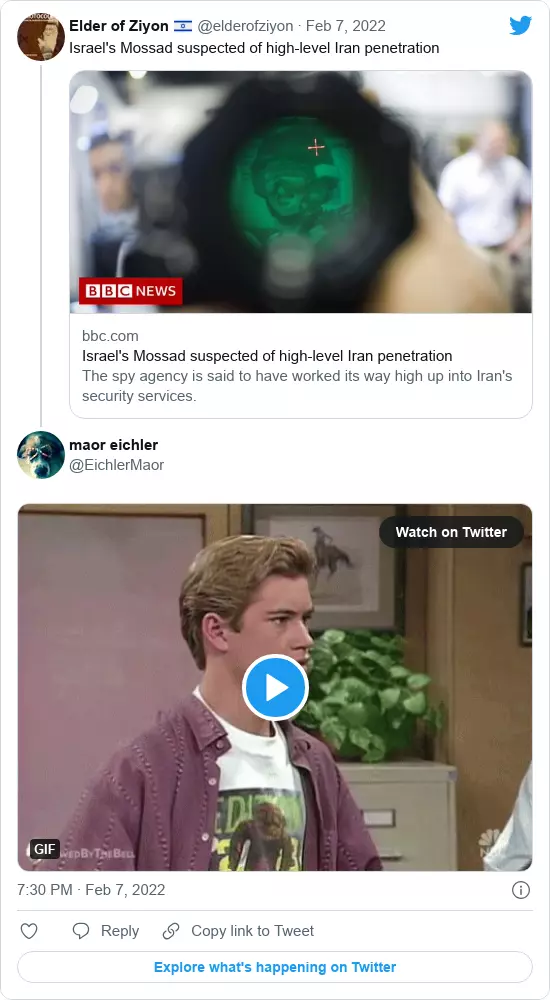 Elder of Ziyon 🇮🇱 @elderofziyon · Feb 7, 2022
Israel's Mossad suspected of high-level Iran penetration
BBC NEWS
bbc.com
Israel's Mossad suspected of high-level Iran penetration
The spy agency is said to have worked its way high up into Iran's
security services.
maor eichler
@EichlerMaor
Watch on Twitter
GIF
7:30 PM · Feb 7, 2022
Reply
Copy link to Tweet
Explore what's happening on Twitter